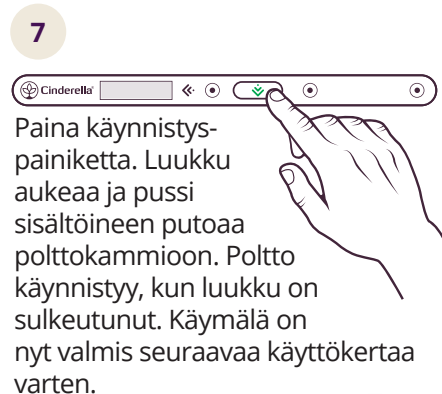 7
Cinderella
Paina käynnistys-
painiketta. Luukku
aukeaa ja pussi
sisältöineen putoaa
polttokammioon. Poltto
käynnistyy, kun luukku on
sulkeutunut. Käymälä on
nyt valmis seuraavaa käyttökertaa
varten.